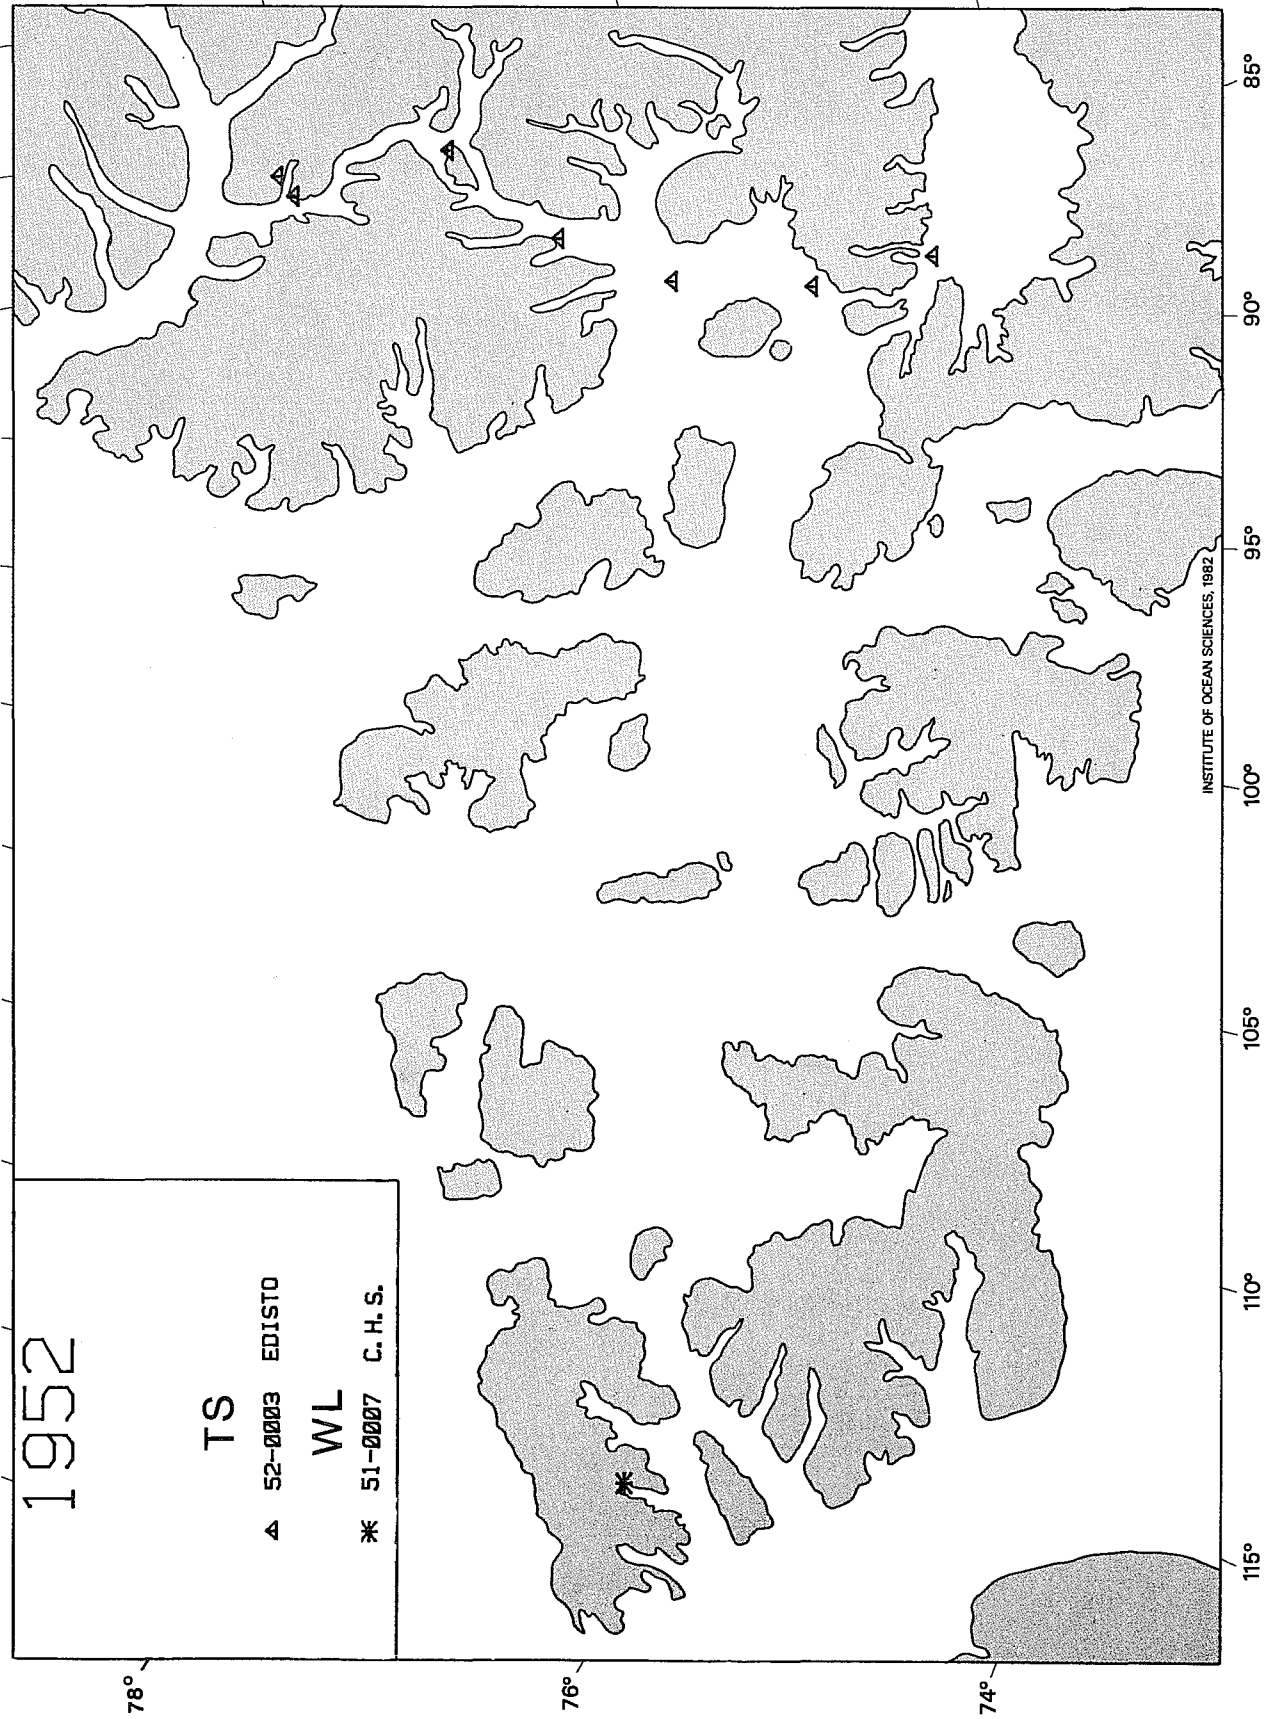 1952
TS
52-0003 EDISTO
WL
51-0007 C.H.S.
78°
76°
74°
115°
110°
105°
100°
95°
90°
85°
INSTITUTE OF OCEAN SCIENCES, 1982